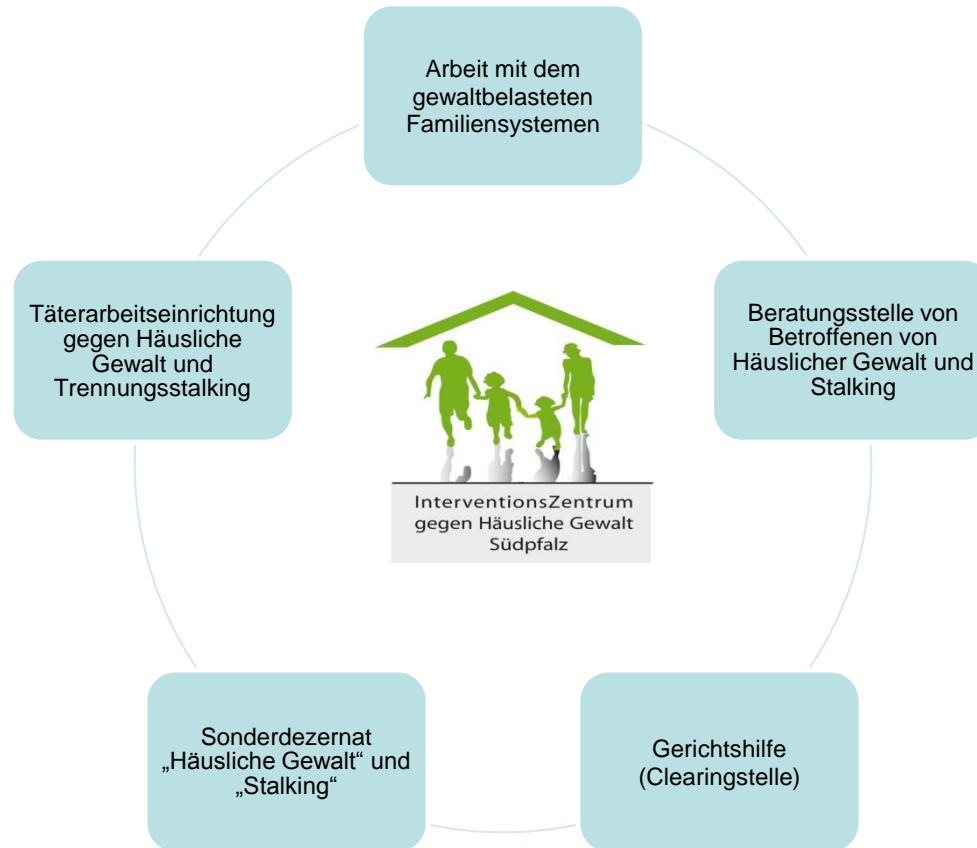 Arbeit mit dem
gewaltbelasteten
Familiensystemen
Täterarbeitseinrichtung
gegen Häusliche
Gewalt und
Trennungsstalking
Beratungsstelle von
Betroffenen von
Häuslicher Gewalt und
Stalking
InterventionsZentrum
gegen Häusliche Gewalt
Südpfalz
Sonderdezernat
„Häusliche Gewalt“ und
„Stalking“
Gerichtshilfe
(Clearingstelle)